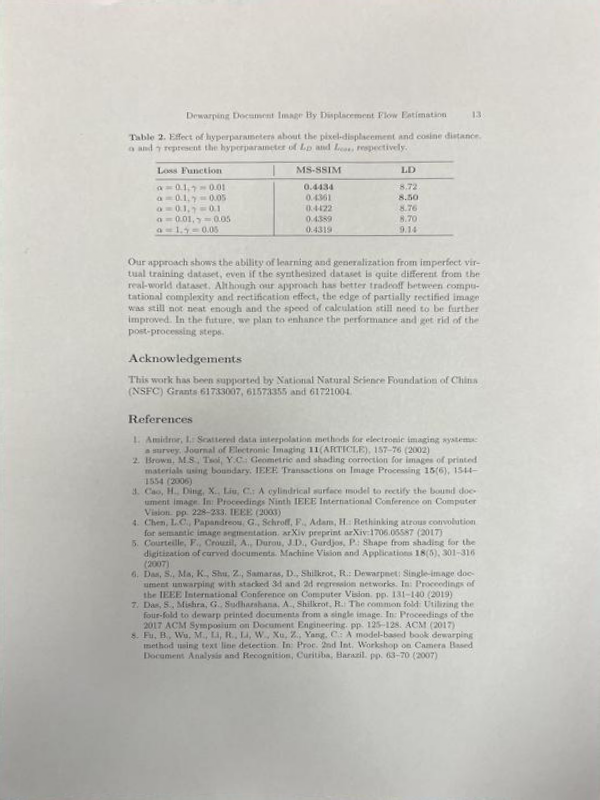 Dewarping Document Image By Displacement Flow Estimation 13
Table 2. Effect of hyperparameters about the pixel-displacement and cosine distance.
α and γ represent the hyperparameter of L_D and L_cos, respectively.
Loss Function MS-SSIM LD
α = 0.1, γ = 0.01 0.4434 8.72
α = 0.1, γ = 0.05 0.4361 8.50
α = 0.1, γ = 0.1 0.4422 8.76
α = 0.01, γ = 0.05 0.4389 8.70
α = 1, γ = 0.05 0.4319 9.14
Our approach shows the ability of learning and generalization from imperfect vir-
tual training dataset, even if the synthesized dataset is quite different from the
real-world dataset. Although our approach has better tradeoff between compu-
tational complexity and rectification effect, the edge of partially rectified image
was still not neat enough and the speed of calculation still need to be further
improved. In the future, we plan to enhance the performance and get rid of the
post-processing steps.
Acknowledgements
This work has been supported by National Natural Science Foundation of China
(NSFC) Grants 61733007, 61573355 and 61721004.
References
1. Amidror, I.: Scattered data interpolation methods for electronic imaging systems:
a survey. Journal of Electronic Imaging 11(ARTICLE), 157–76 (2002)
2. Brown, M.S., Tsoi, Y.C.: Geometric and shading correction for images of printed
materials using boundary. IEEE Transactions on Image Processing 15(6), 1544–
1554 (2006)
3. Cao, H., Ding, X., Liu, C.: A cylindrical surface model to rectify the bound doc-
ument image. In: Proceedings Ninth IEEE International Conference on Computer
Vision. pp. 228–233. IEEE (2003)
4. Chen, L.C., Papandreou, G., Schroff, F., Adam, H.: Rethinking atrous convolution
for semantic image segmentation. arXiv preprint arXiv:1706.05587 (2017)
5. Courteille, F., Crouzil, A., Durou, J.D., Gurdjos, P.: Shape from shading for the
digitization of curved documents. Machine Vision and Applications 18(5), 301–316
(2007)
6. Das, S., Ma, K., Shu, Z., Samaras, D., Shilkrot, R.: Dewarpnet: Single-image doc-
ument unwarping with stacked 3d and 2d regression networks. In: Proceedings of
the IEEE International Conference on Computer Vision. pp. 131–140 (2019)
7. Das, S., Mishra, G., Sudharshana, A., Shilkrot, R.: The common fold: Utilizing the
four-fold to dewarp printed documents from a single image. In: Proceedings of the
2017 ACM Symposium on Document Engineering. pp. 125–128. ACM (2017)
8. Fu, B., Wu, M., Li, R., Li, W., Xu, Z., Yang, C.: A model-based book dewarping
method using text line detection. In: Proc. 2nd Int. Workshop on Camera Based
Document Analysis and Recognition, Curitiba, Barazil. pp. 63–70 (2007)